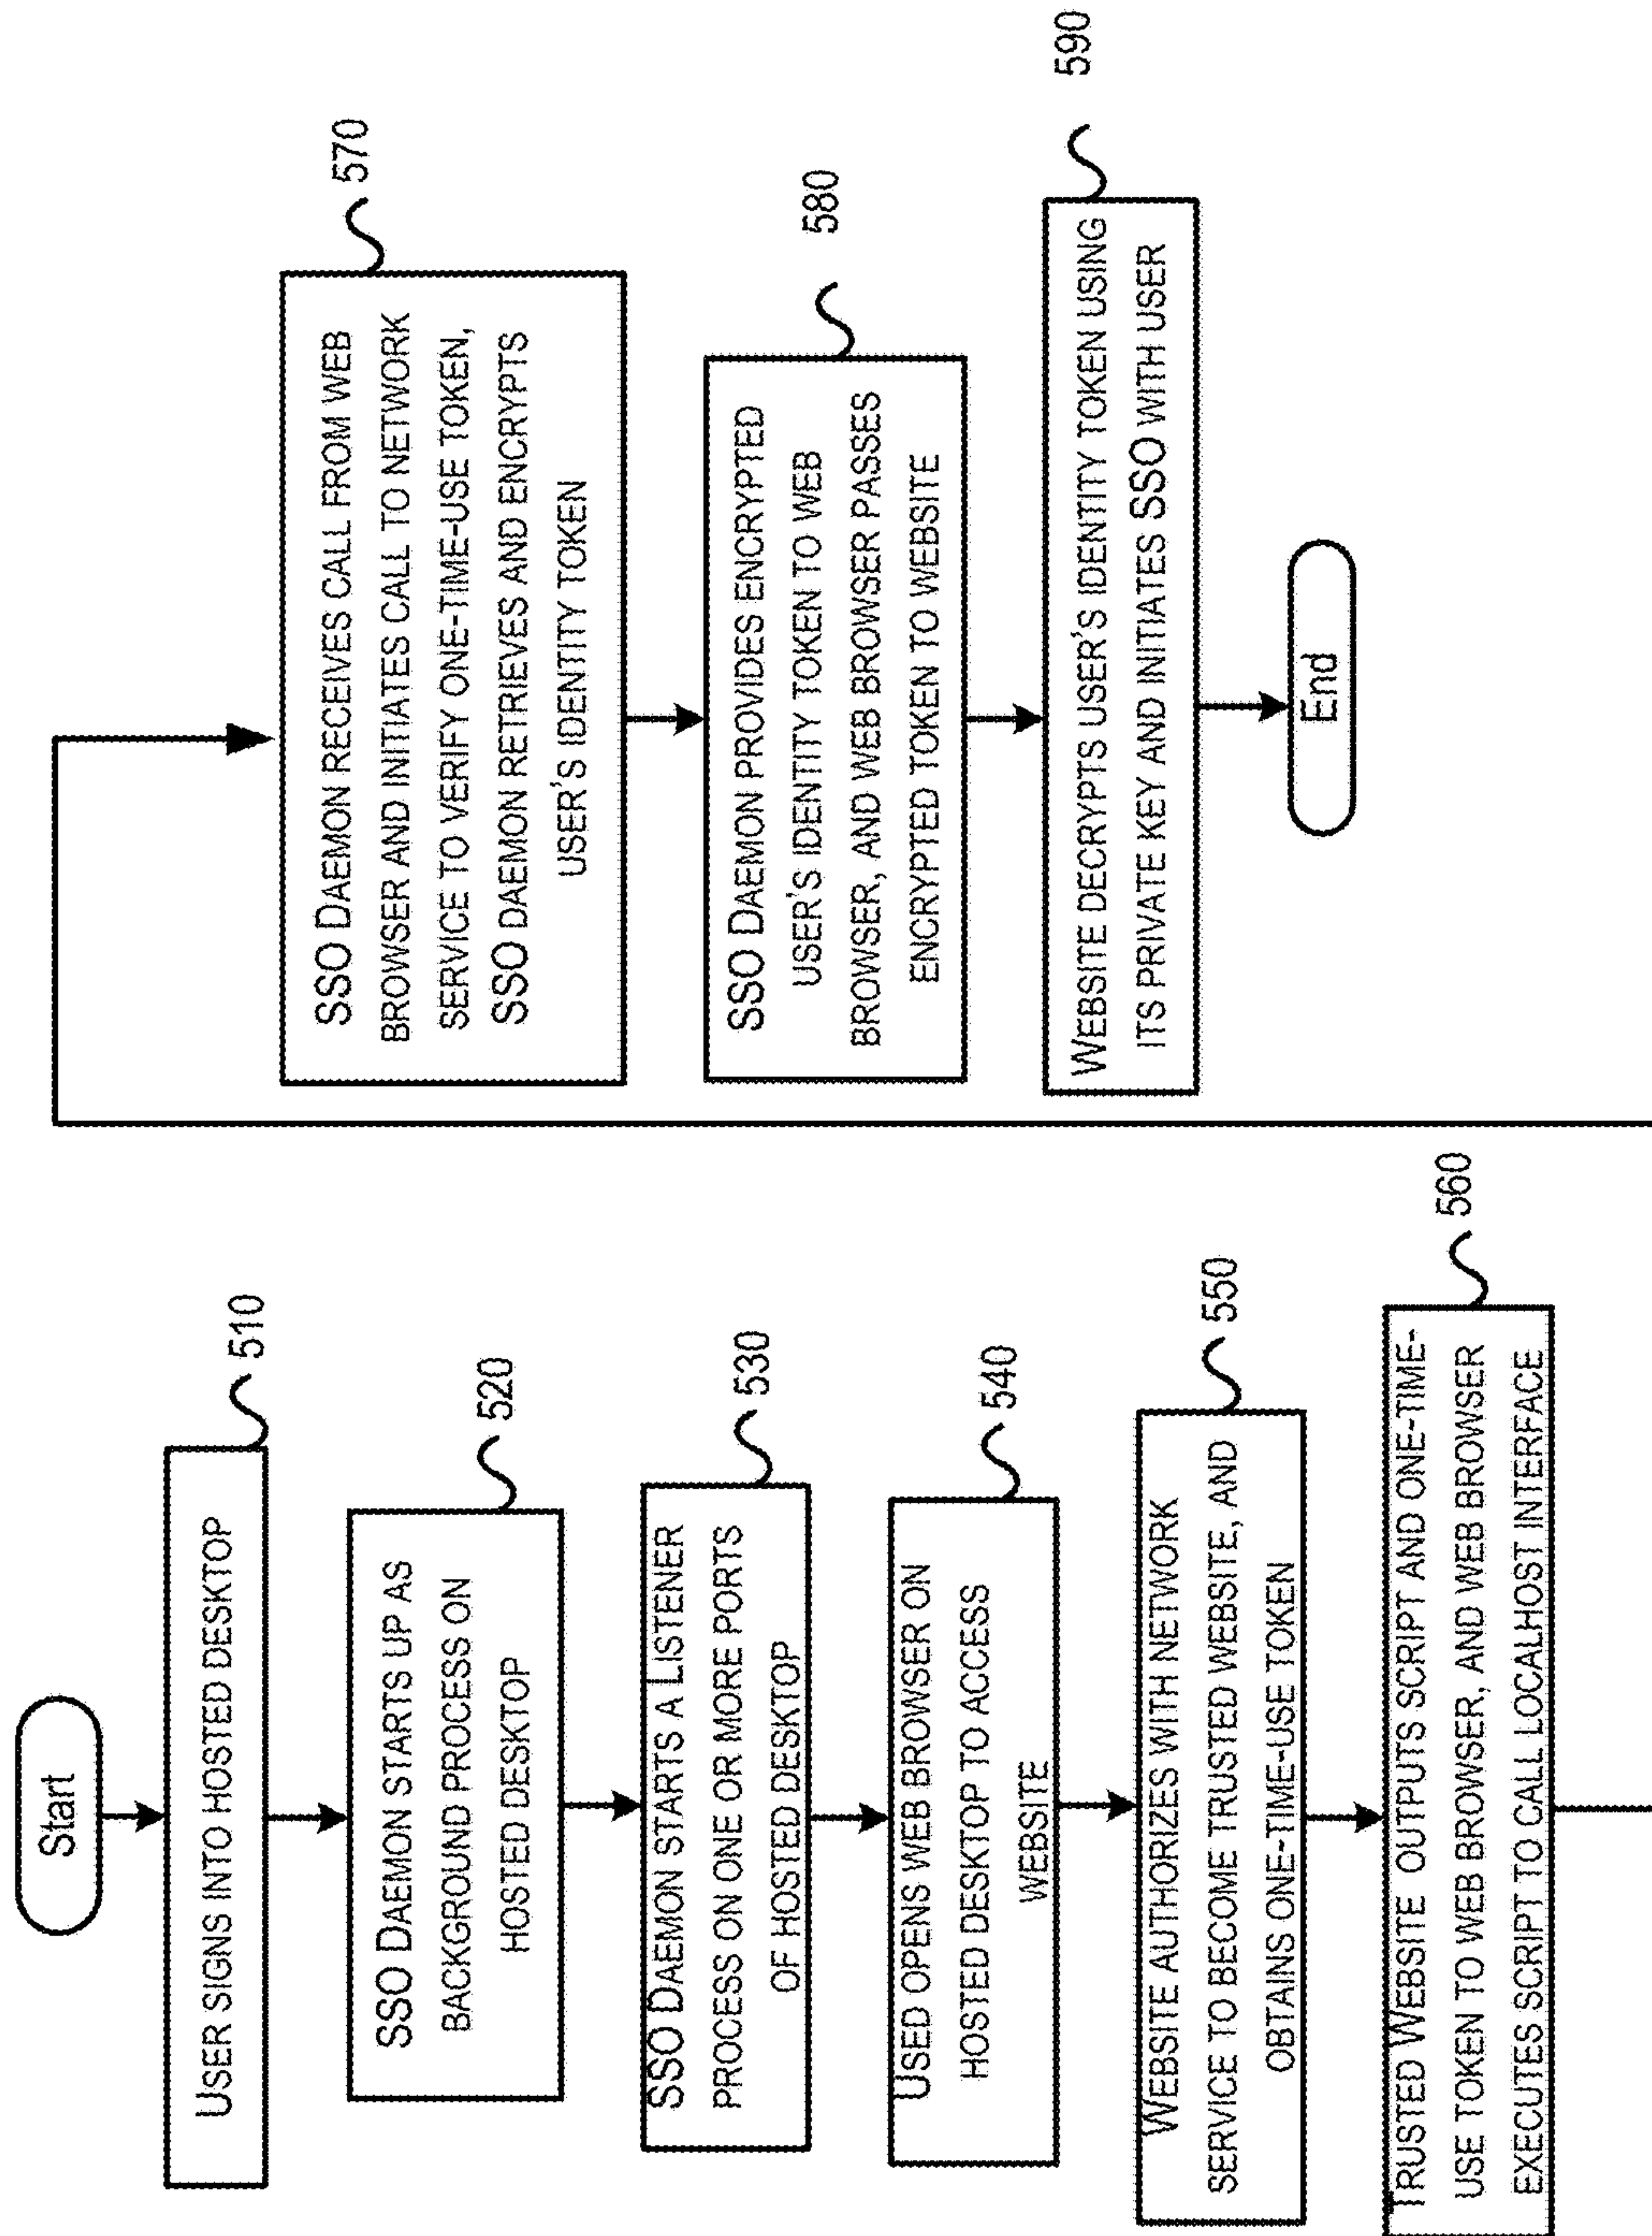 Start
USER SIGNS INTO HOSTED DESKTOP
510
SSO DAEMON STARTS UP AS
BACKGROUND PROCESS ON
HOSTED DESKTOP
520
SSO DAEMON STARTS A LISTENER
PROCESS ON ONE OR MORE PORTS
OF HOSTED DESKTOP
530
USED OPENS WEB BROWSER ON
HOSTED DESKTOP TO ACCESS
WEBSITE
540
WEBSITE AUTHORIZES WITH NETWORK
SERVICE TO BECOME TRUSTED WEBSITE, AND
OBTAINS ONE-TIME-USE TOKEN
550
TRUSTED WEBSITE OUTPUTS SCRIPT AND ONE-TIME-
USE TOKEN TO WEB BROWSER, AND WEB BROWSER
EXECUTES SCRIPT TO CALL LOCALHOST INTERFACE
560
SSO DAEMON RECEIVES CALL FROM WEB
BROWSER AND INITIATES CALL TO NETWORK
SERVICE TO VERIFY ONE-TIME-USE TOKEN,
SSO DAEMON RETRIEVES AND ENCRYPTS
USER'S IDENTITY TOKEN
570
SSO DAEMON PROVIDES ENCRYPTED
USER'S IDENTITY TOKEN TO WEB
BROWSER, AND WEB BROWSER PASSES
ENCRYPTED TOKEN TO WEBSITE
580
WEBSITE DECRYPTS USER'S IDENTITY TOKEN USING
ITS PRIVATE KEY AND INITIATES SSO WITH USER
590
End